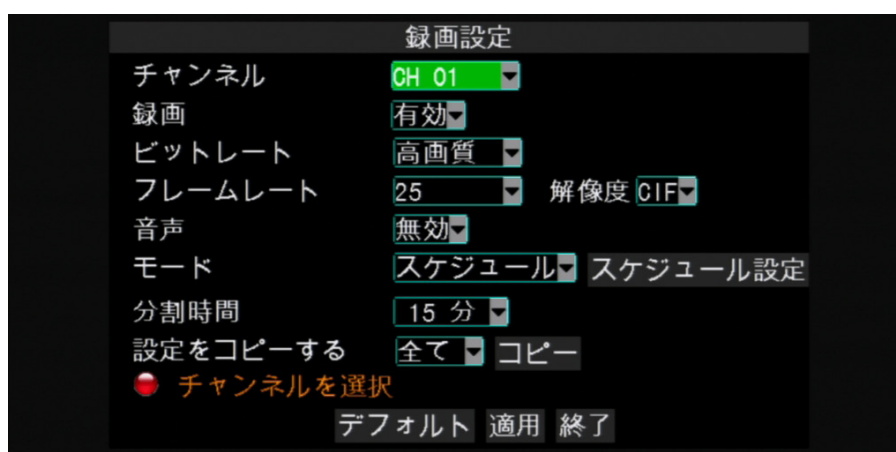 録画設定
チャンネル CH 01
録画 有効
ビットレート 高画質
フレームレート 25 解像度 CIF
音声 無効
モード スケジュール スケジュール設定
分割時間 15 分
設定をコピーする 全て コピー
チャンネルを選択
デフォルト 適用 終了